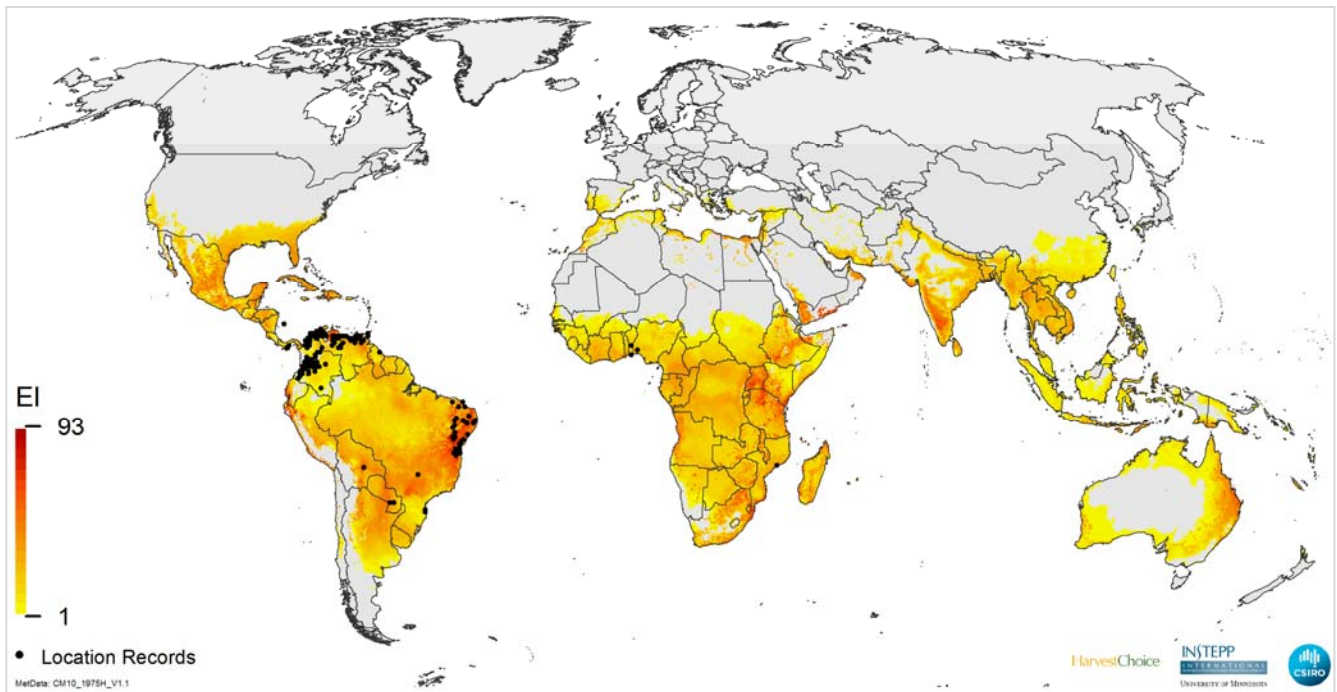 EI
93
1
Location Records
MetData: CM10_1975H_V1.1
HarvestChoice
INSTEPP
INTERNATIONAL
UNIVERSITY OF MINNESOTA
CSIRO